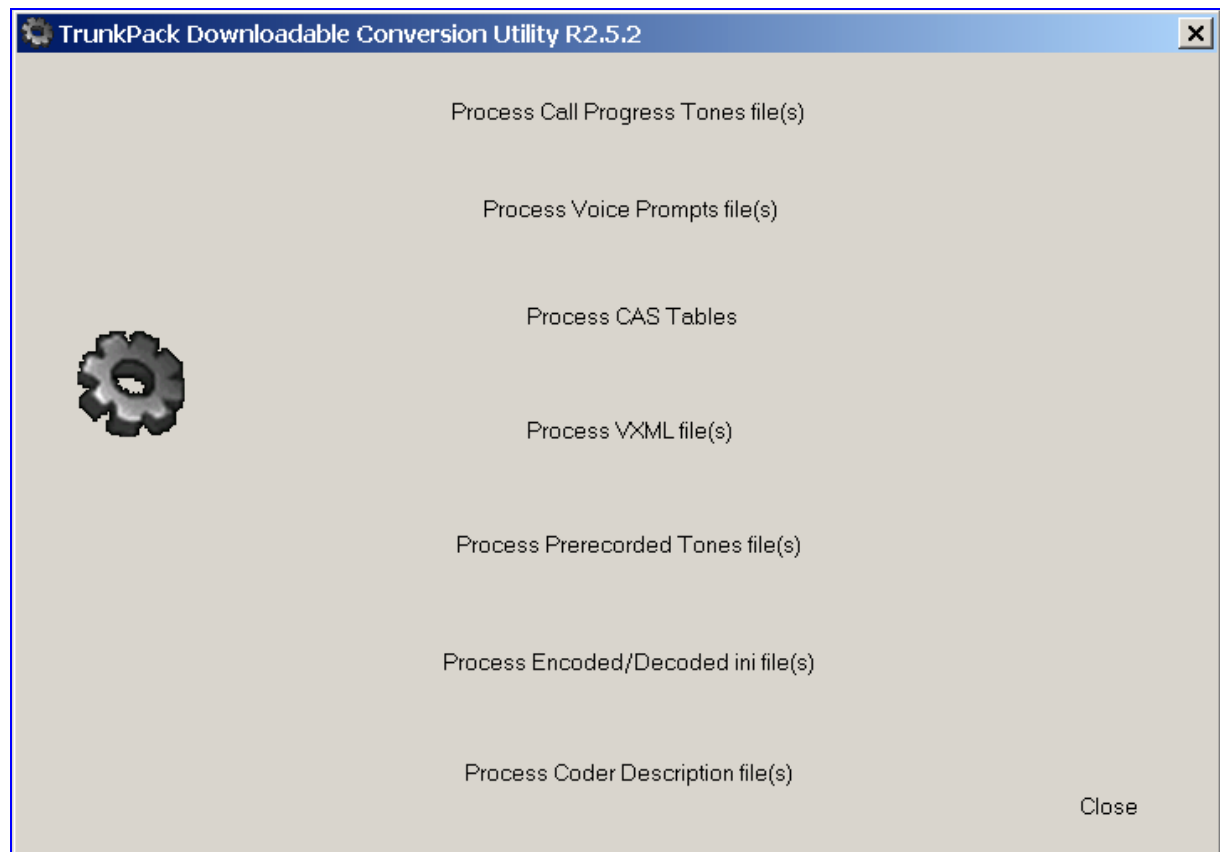 TrunkPack Downloadable Conversion Utility R2.5.2
Process Call Progress Tones file(s)
Process Voice Prompts file(s)
Process CAS Tables
Process VXML file(s)
Process Prerecorded Tones file(s)
Process Encoded/Decoded ini file(s)
Process Coder Description file(s)
Close